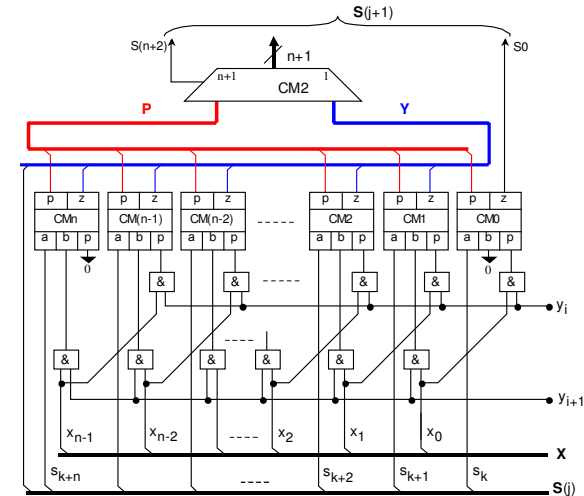 S(j+1)
S(n+2) n+1 S0
n+1 1
CM2
P Y
p z p z p z p z p z p z
CMn CM(n-1) CM(n-2) ----- CM2 CM1 CM0
a b p a b p a b p a b p a b p a b p
0 0
& & ----- & & &
y_i
-----
& & & & & &
y_{i+1}
x_{n-1} x_{n-2} ---- x_2 x_1 x_0
X
s_{k+n} ---- s_{k+2} s_{k+1} s_k
S(j)